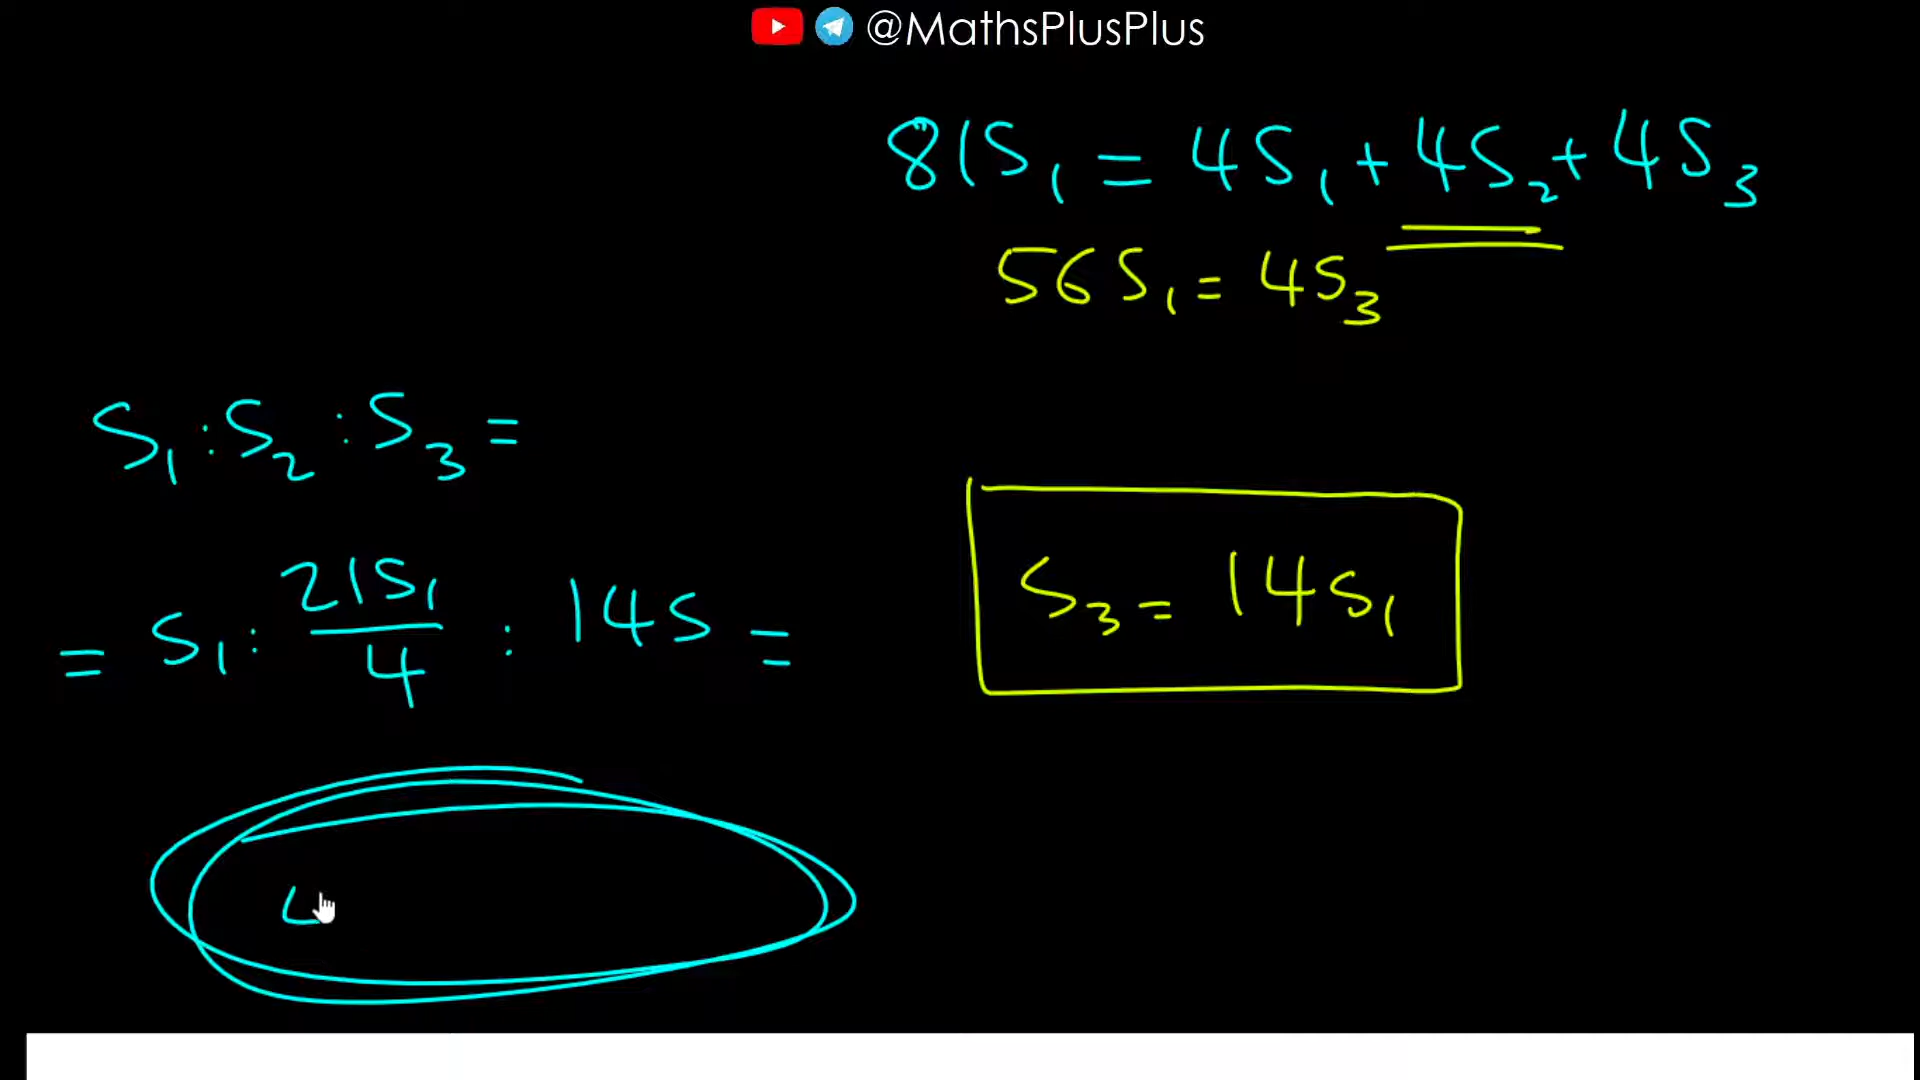 @MathsPlusPlus
81S₁ = 4S₁ + 4S₂ + 4S₃
56S₁ = 4S₃
S₁ : S₂ : S₃ =
= S₁ : 21S₁/4 : 14S =
S₃ = 14S₁